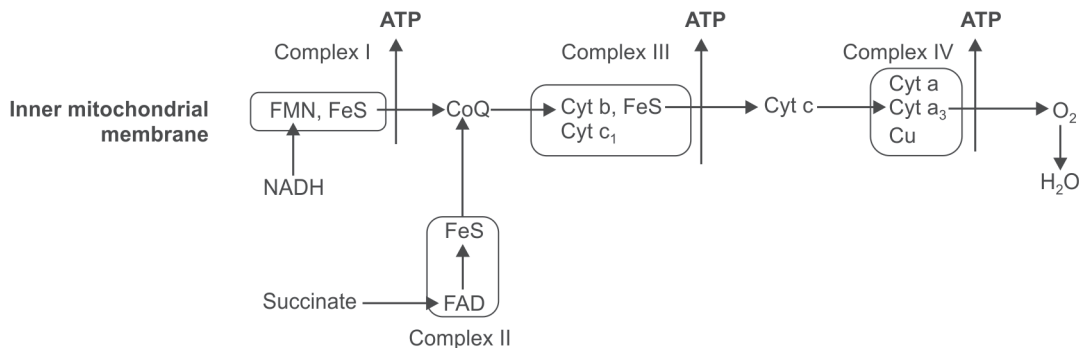 ATP ATP ATP
Complex I Complex III Complex IV
Inner mitochondrial
membrane
FMN, FeS
CoQ
Cyt b, FeS
Cyt c₁
Cyt c
Cyt a
Cyt a₃
Cu
O₂
H₂O
NADH
FeS
Succinate FAD
Complex II